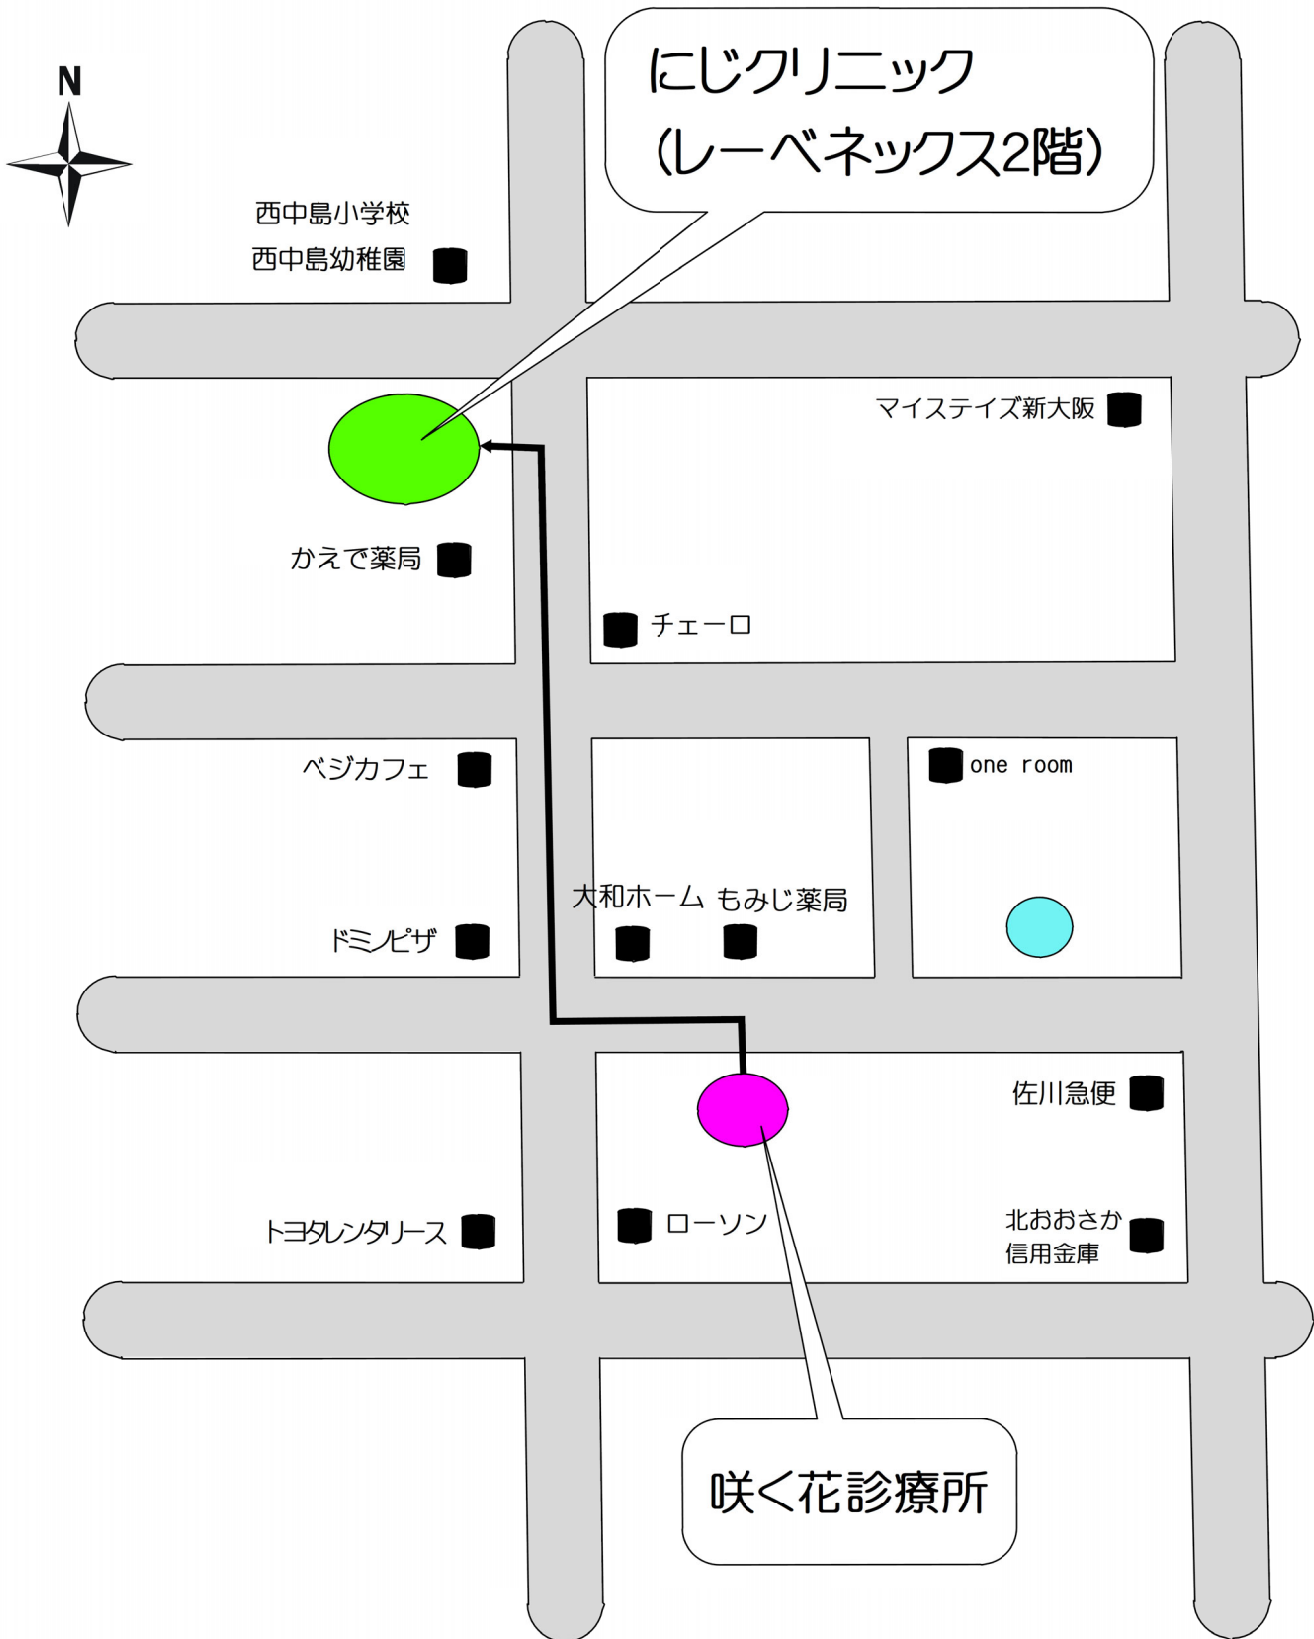 にじクリニック
(レーベネックス2階)
N
西中島小学校
西中島幼稚園
マイステイズ新大阪
かえで薬局
チェーロ
ベジカフェ
one room
大和ホーム
もみじ薬局
ドミノピザ
佐川急便
トヨタレンタリース
ローソン
北おおさか
信用金庫
咲く花診療所